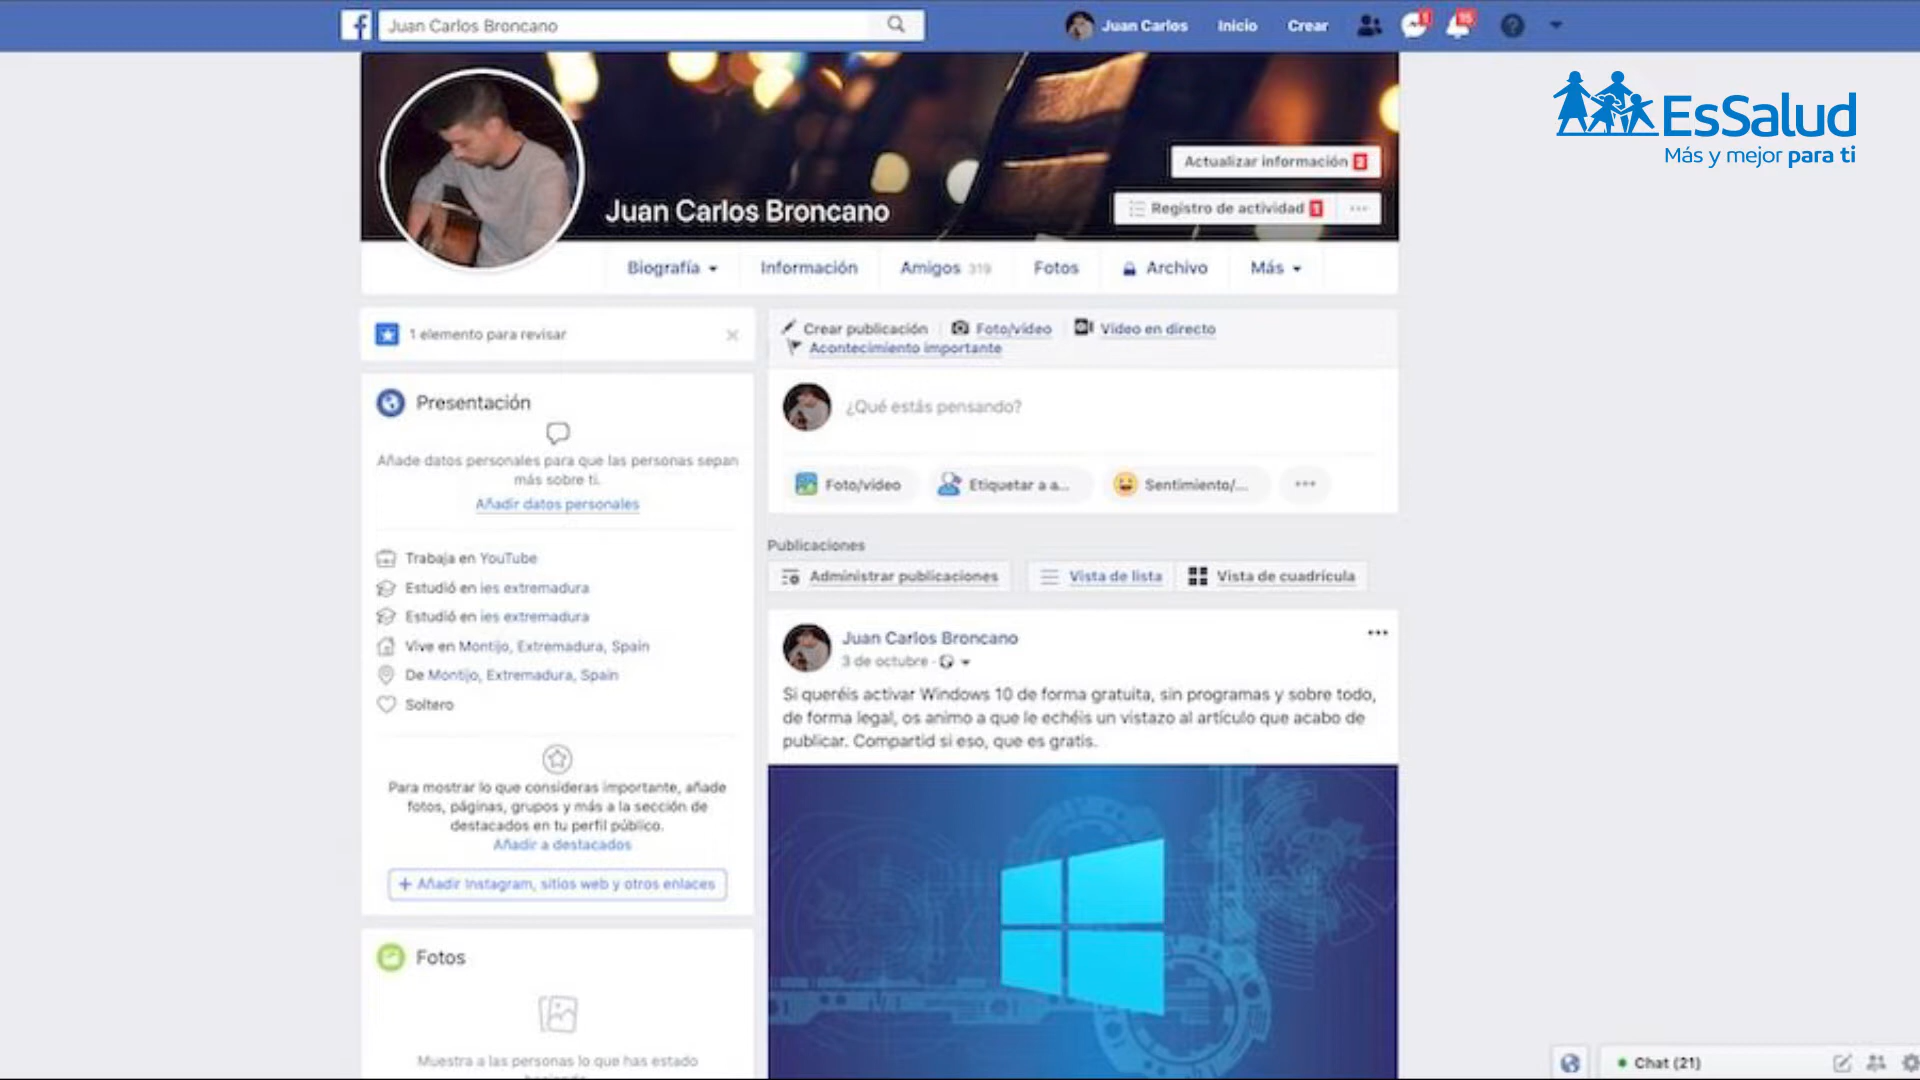 Juan Carlos Broncano
Juan Carlos
Inicio
Crear
EsSalud
Más y mejor para ti
Actualizar información 2
Juan Carlos Broncano
Registro de actividad 1
Biografía
Información
Amigos 319
Fotos
Archivo
Más
1 elemento para revisar
Presentación
Añade datos personales para que las personas sepan
más sobre ti.
Añadir datos personales
Trabaja en YouTube
Estudió en ies extremadura
Estudió en ies extremadura
Vive en Montijo, Extremadura, Spain
De Montijo, Extremadura, Spain
Soltero
Para mostrar lo que consideras importante, añade
fotos, páginas, grupos y más a la sección de
destacados en tu perfil público.
Añadir a destacados
+ Añadir Instagram, sitios web y otros enlaces
Fotos
Muestra a las personas lo que has estado
Crear publicación
Foto/vídeo
Vídeo en directo
Acontecimiento importante
¿Qué estás pensando?
Foto/vídeo
Etiquetar a a...
Sentimiento/...
Publicaciones
Administrar publicaciones
Vista de lista
Vista de cuadrícula
Juan Carlos Broncano
3 de octubre
Si queréis activar Windows 10 de forma gratuita, sin programas y sobre todo,
de forma legal, os animo a que le echéis un vistazo al artículo que acabo de
publicar. Compartid si eso, que es gratis.
Chat (21)